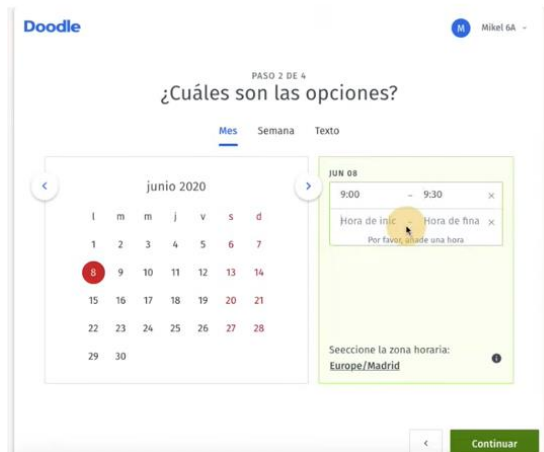 Doodle
M Mikel 6A
PASO 2 DE 4
¿Cuáles son las opciones?
Mes Semana Texto
junio 2020
l m m j v s d
1 2 3 4 5 6 7
8 9 10 11 12 13 14
15 16 17 18 19 20 21
22 23 24 25 26 27 28
29 30
JUN 08
9:00 - 9:30
Hora de inic - Hora de fina
Por favor, añade una hora
Seeccione la zona horaria:
Europe/Madrid
Continuar